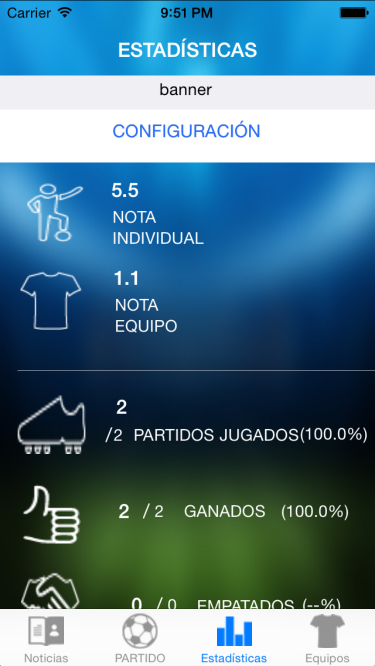 Carrier 9:51 PM
ESTADÍSTICAS
banner
CONFIGURACIÓN
5.5
NOTA
INDIVIDUAL
1.1
NOTA
EQUIPO
2
/2 PARTIDOS JUGADOS(100.0%)
2 / 2 GANADOS (100.0%)
0 / 0 EMPATADOS (--%)
Noticias PARTIDO Estadísticas Equipos